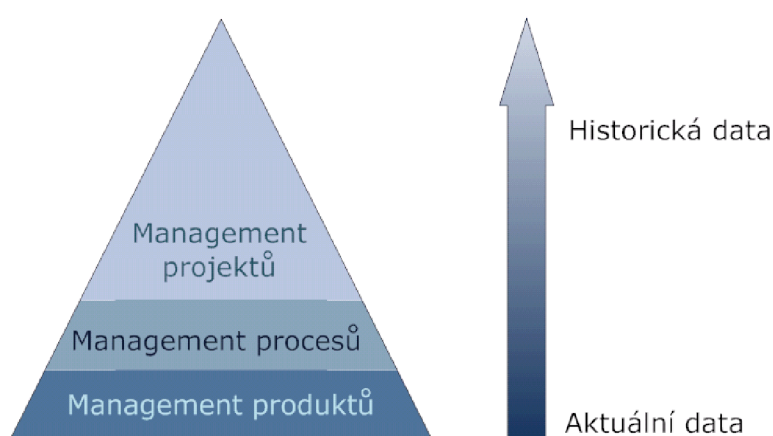 Historická data
Management
projektů
Management procesů
Management produktů
Aktuální data